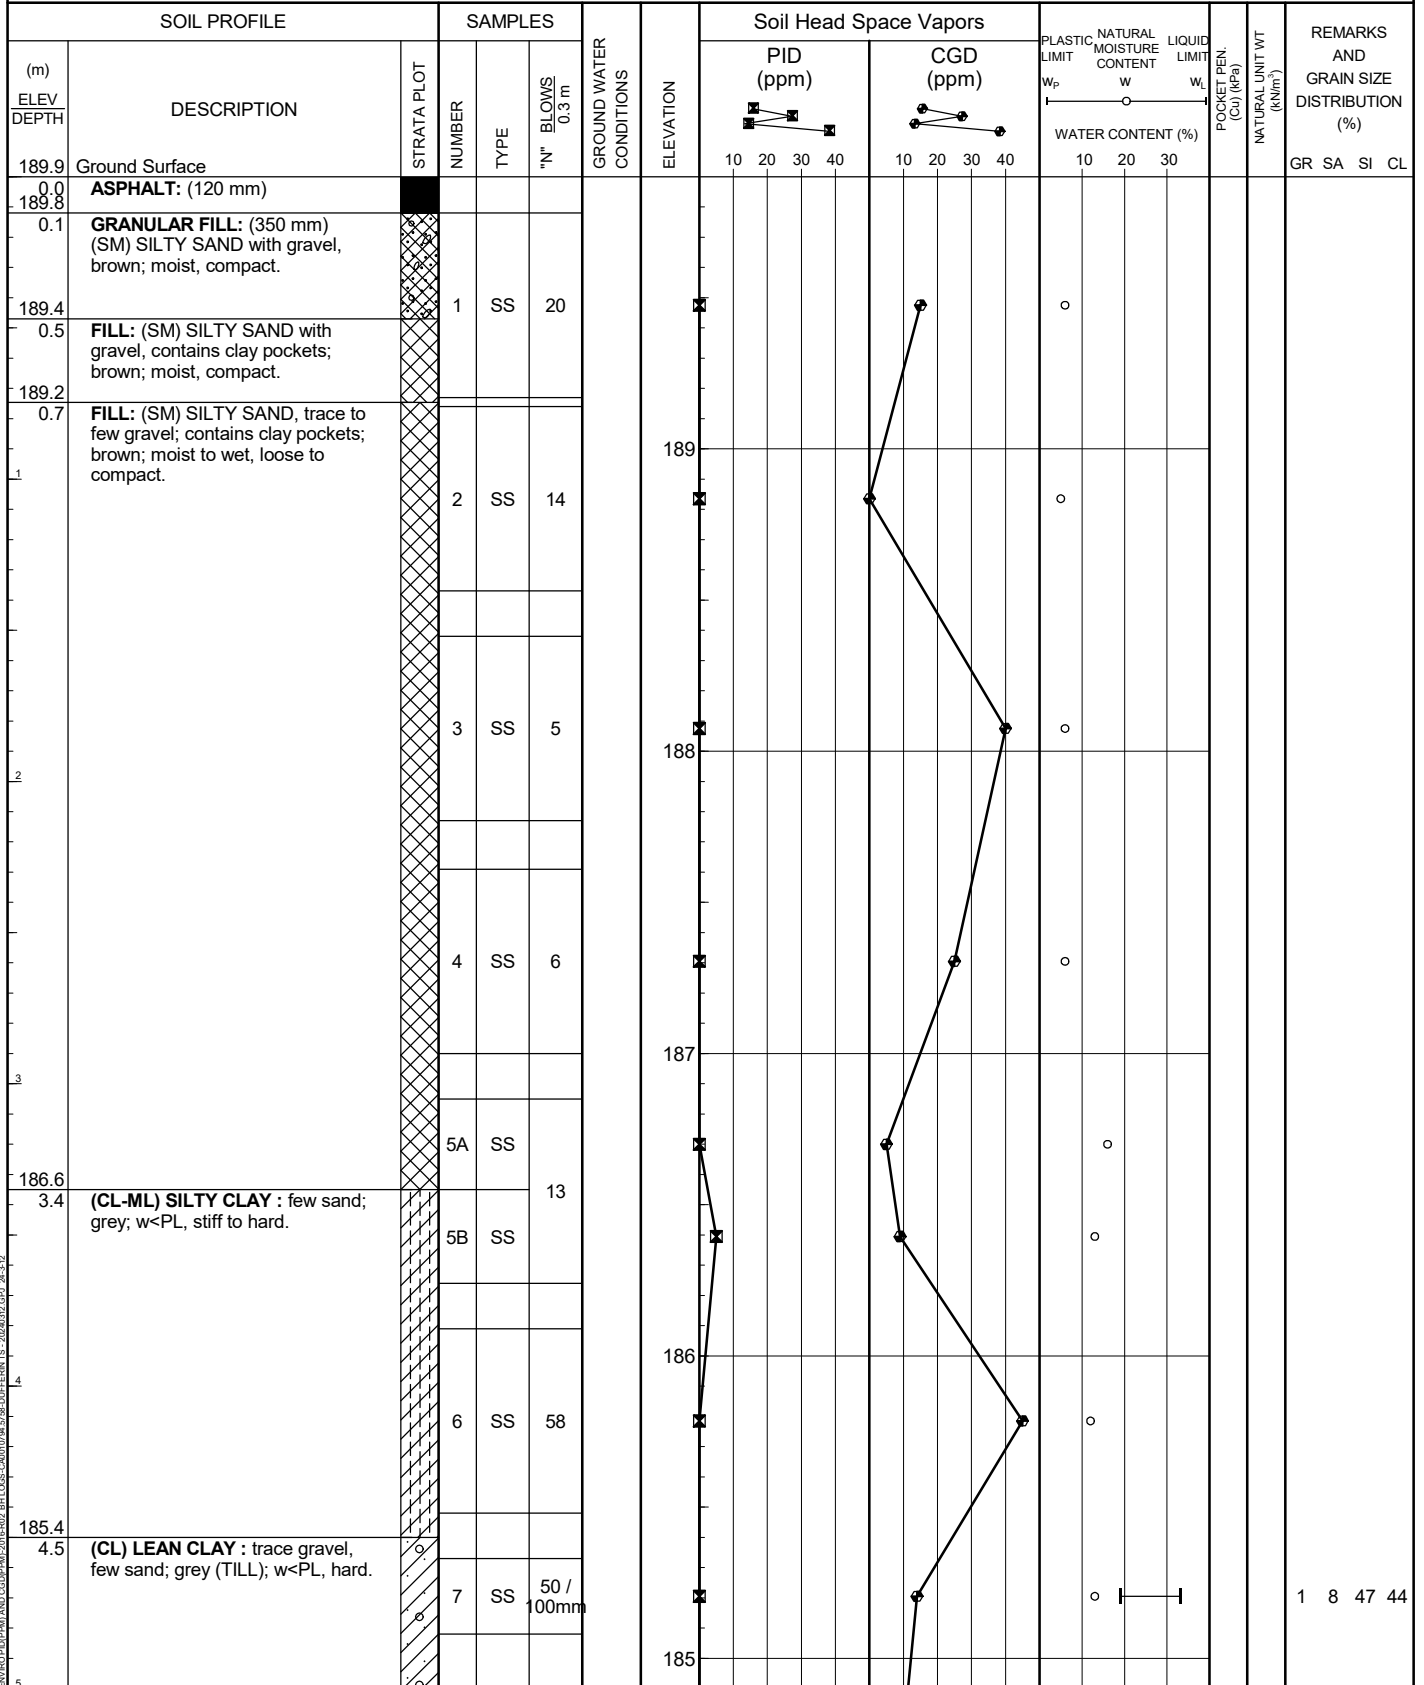 SOIL PROFILE
SAMPLES
Soil Head Space Vapors
(m)
ELEV
DEPTH
DESCRIPTION
STRATA PLOT
NUMBER
TYPE
"N" BLOWS
0.3 m
GROUND WATER
CONDITIONS
ELEVATION
PID
(ppm)
10 20 30 40
CGD
(ppm)
10 20 30 40
PLASTIC
LIMIT
NATURAL
MOISTURE
CONTENT
LIQUID
LIMIT
WP W WL
WATER CONTENT (%)
10 20 30
POCKET PEN.
(Cu) (kPa)
NATURAL UNIT WT
(kN/m³)
REMARKS
AND
GRAIN SIZE
DISTRIBUTION
(%)
GR SA SI CL
189.9 Ground Surface
0.0 ASPHALT: (120 mm)
189.8
0.1 GRANULAR FILL: (350 mm)
(SM) SILTY SAND with gravel,
brown; moist, compact.
189.4
1 SS 20
0.5 FILL: (SM) SILTY SAND with
gravel, contains clay pockets;
brown; moist, compact.
189.2
0.7 FILL: (SM) SILTY SAND, trace to
few gravel; contains clay pockets;
brown; moist to wet, loose to
compact.
189
1
2 SS 14
3 SS 5
188
2
4 SS 6
187
3
5A SS
186.6
13
3.4 (CL-ML) SILTY CLAY : few sand;
grey; w<PL, stiff to hard.
5B SS
186
4
6 SS 58
185.4
4.5 (CL) LEAN CLAY : trace gravel,
few sand; grey (TILL); w<PL, hard.
7 SS 50 /
100mm
1 8 47 44
185
5